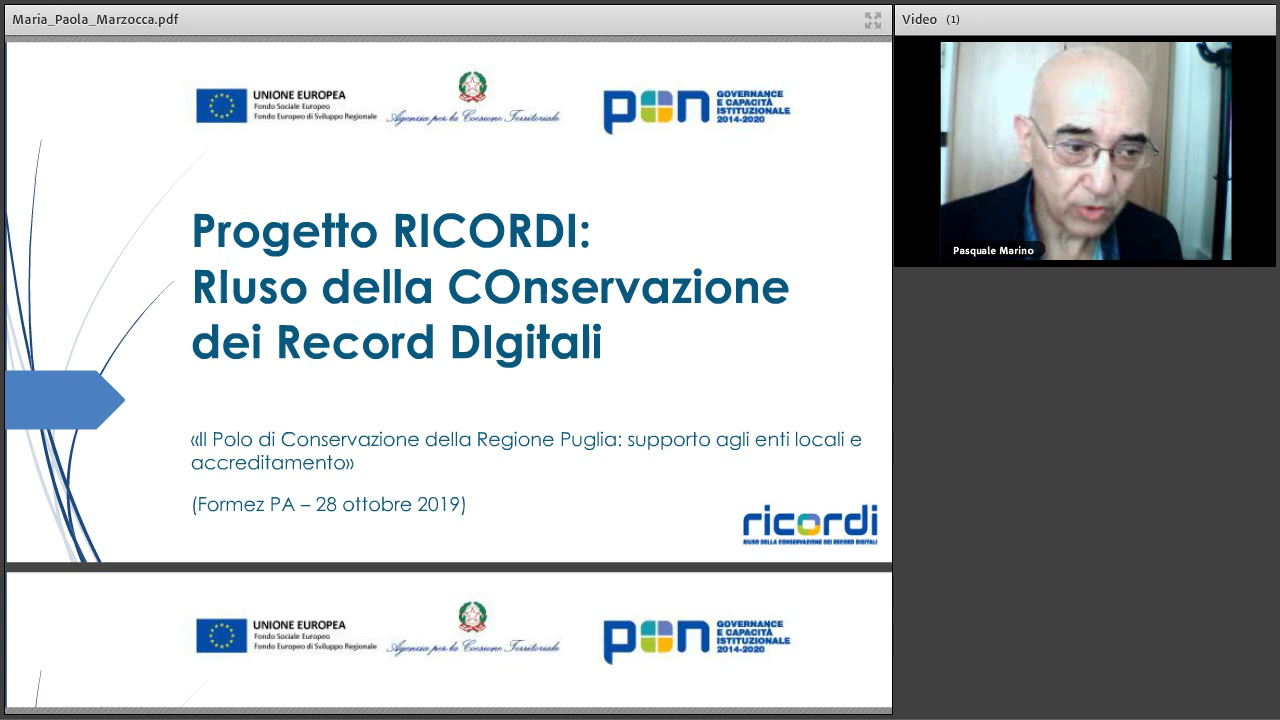 Maria_Paola_Marzocca.pdf
Video (1)
UNIONE EUROPEA
Fondo Sociale Europeo
Fondo Europeo di Sviluppo Regionale
Agenzia per la Coesione Territoriale
pon
GOVERNANCE
E CAPACITÀ
ISTITUZIONALE
2014-2020
Pasquale Marino
Progetto RICORDI:
RIuso della COnservazione
dei Record DIgitali
«Il Polo di Conservazione della Regione Puglia: supporto agli enti locali e
accreditamento»
(Formez PA – 28 ottobre 2019)
ricordi
RIUSO DELLA CONSERVAZIONE DEI RECORD DIGITALI
UNIONE EUROPEA
Fondo Sociale Europeo
Fondo Europeo di Sviluppo Regionale
Agenzia per la Coesione Territoriale
pon
GOVERNANCE
E CAPACITÀ
ISTITUZIONALE
2014-2020